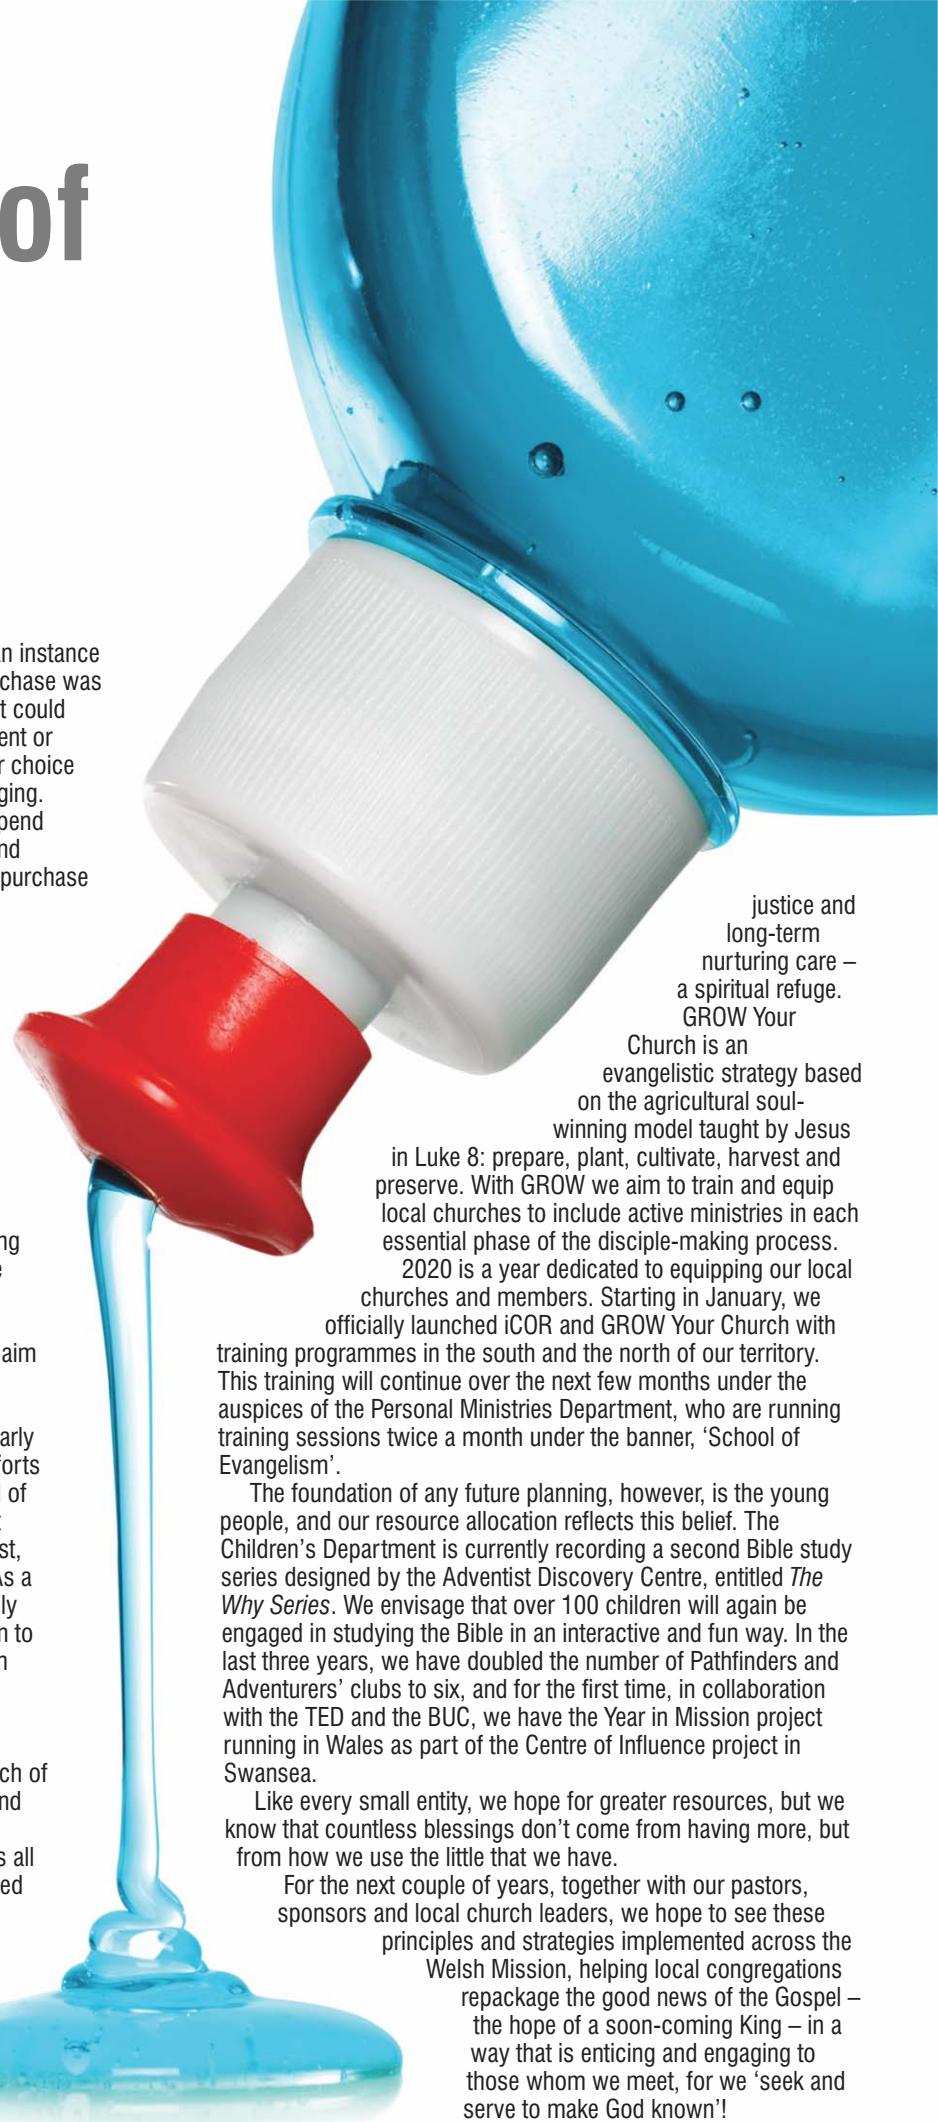 of
instance
chase was
could
or
choice
purchase
aim
of
As a
to
of
all
justice and
long-term
nurturing care –
a spiritual refuge.
GROW Your
Church is an
evangelistic strategy based
on the agricultural soul-
winning model taught by Jesus
in Luke 8: prepare, plant, cultivate, harvest and
preserve. With GROW we aim to train and equip
local churches to include active ministries in each
essential phase of the disciple-making process.
2020 is a year dedicated to equipping our local
churches and members. Starting in January, we
officially launched iCOR and GROW Your Church with
training programmes in the south and the north of our territory.
This training will continue over the next few months under the
auspices of the Personal Ministries Department, who are running
training sessions twice a month under the banner, ‘School of
Evangelism’.
The foundation of any future planning, however, is the young
people, and our resource allocation reflects this belief. The
Children’s Department is currently recording a second Bible study
series designed by the Adventist Discovery Centre, entitled The
Why Series. We envisage that over 100 children will again be
engaged in studying the Bible in an interactive and fun way. In the
last three years, we have doubled the number of Pathfinders and
Adventurers’ clubs to six, and for the first time, in collaboration
with the TED and the BUC, we have the Year in Mission project
running in Wales as part of the Centre of Influence project in
Swansea.
Like every small entity, we hope for greater resources, but we
know that countless blessings don’t come from having more, but
from how we use the little that we have.
For the next couple of years, together with our pastors,
sponsors and local church leaders, we hope to see these
principles and strategies implemented across the
Welsh Mission, helping local congregations
repackage the good news of the Gospel –
the hope of a soon-coming King – in a
way that is enticing and engaging to
those whom we meet, for we ‘seek and
serve to make God known’!